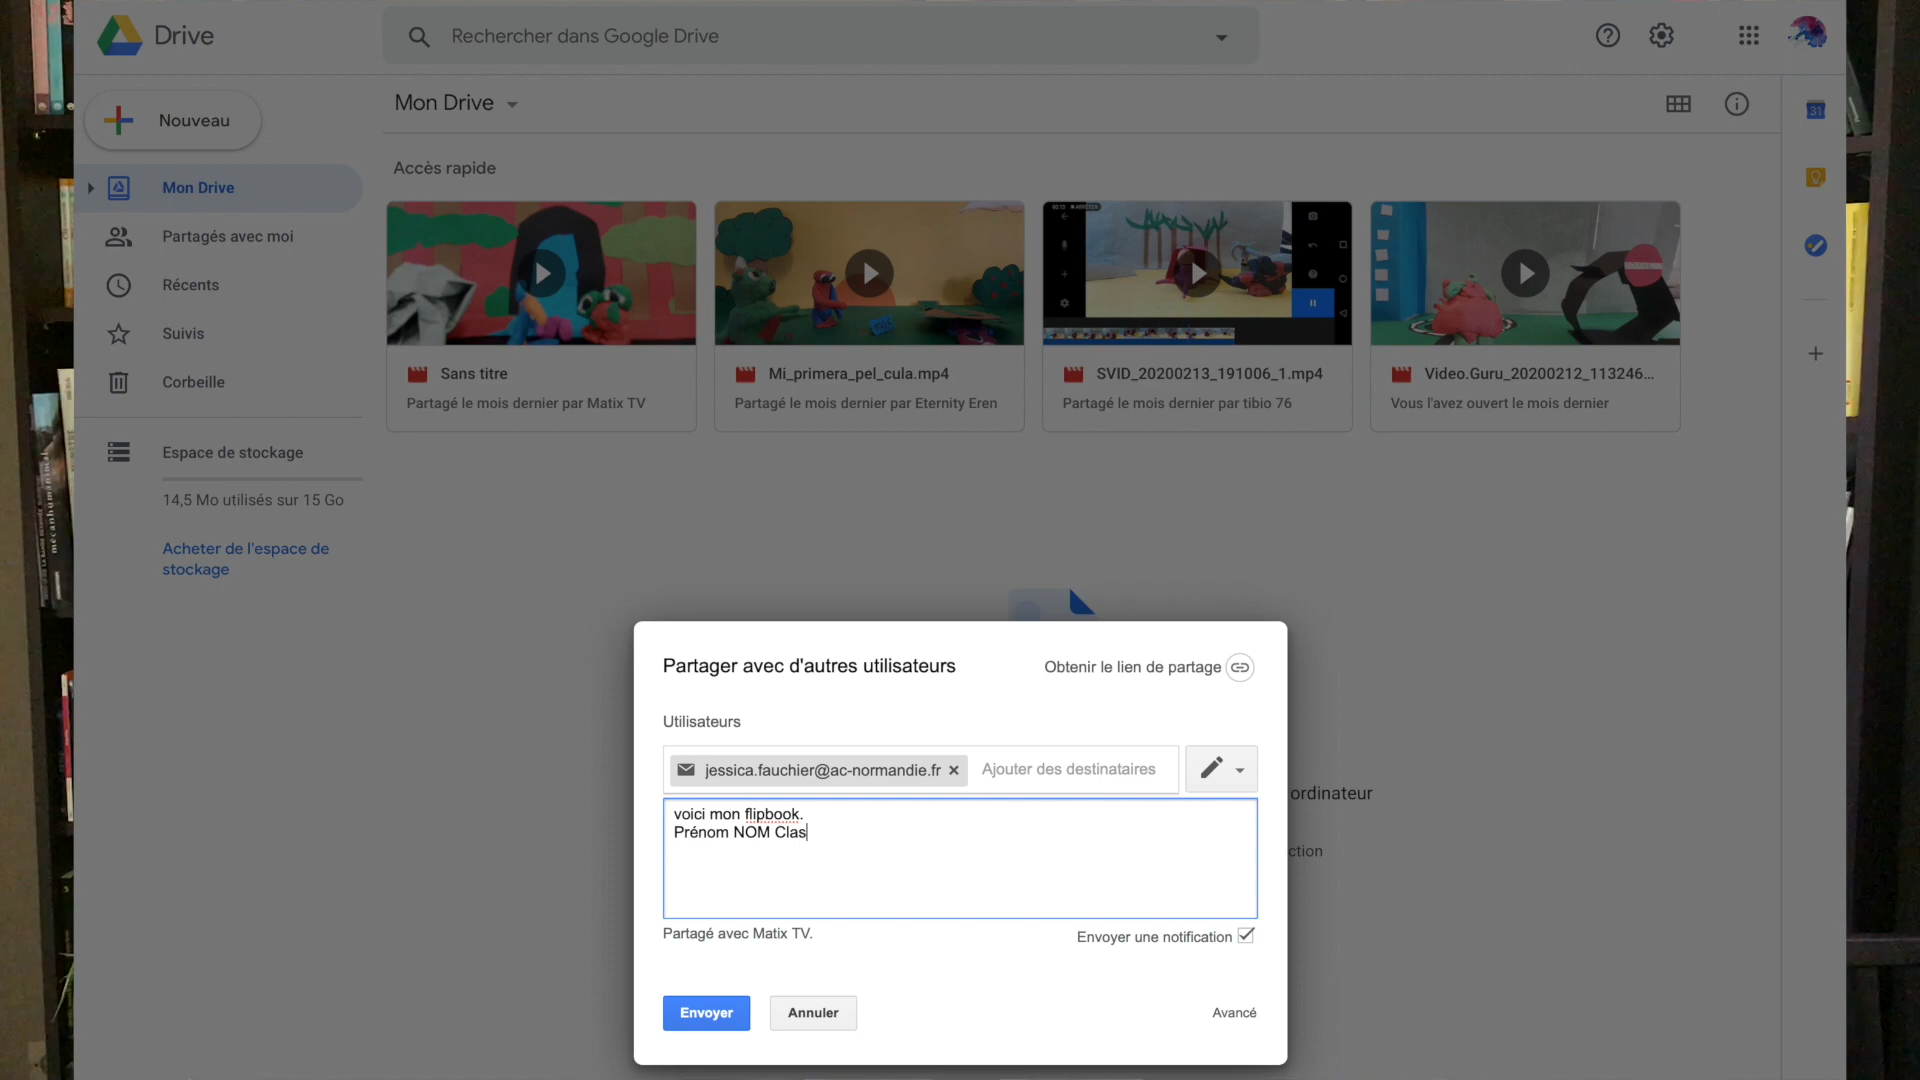 Drive
Rechercher dans Google Drive
Nouveau
Mon Drive
31
Accès rapide
Mon Drive
Partagés avec moi
Récents
Suivis
Corbeille
Sans titre
Partagé le mois dernier par Matix TV
Mi_primera_pel_cula.mp4
Partagé le mois dernier par Eternity Eren
SVID_20200213_191006_1.mp4
Partagé le mois dernier par tibio 76
Video.Guru_20200212_113246...
Vous l'avez ouvert le mois dernier
Espace de stockage
14,5 Mo utilisés sur 15 Go
Acheter de l'espace de
stockage
mécanhumanimal
Partager avec d'autres utilisateurs
Obtenir le lien de partage
Utilisateurs
jessica.fauchier@ac-normandie.fr
Ajouter des destinataires
ordinateur
voici mon flipbook.
Prénom NOM Clas
ction
Partagé avec Matix TV.
Envoyer une notification
Envoyer
Annuler
Avancé